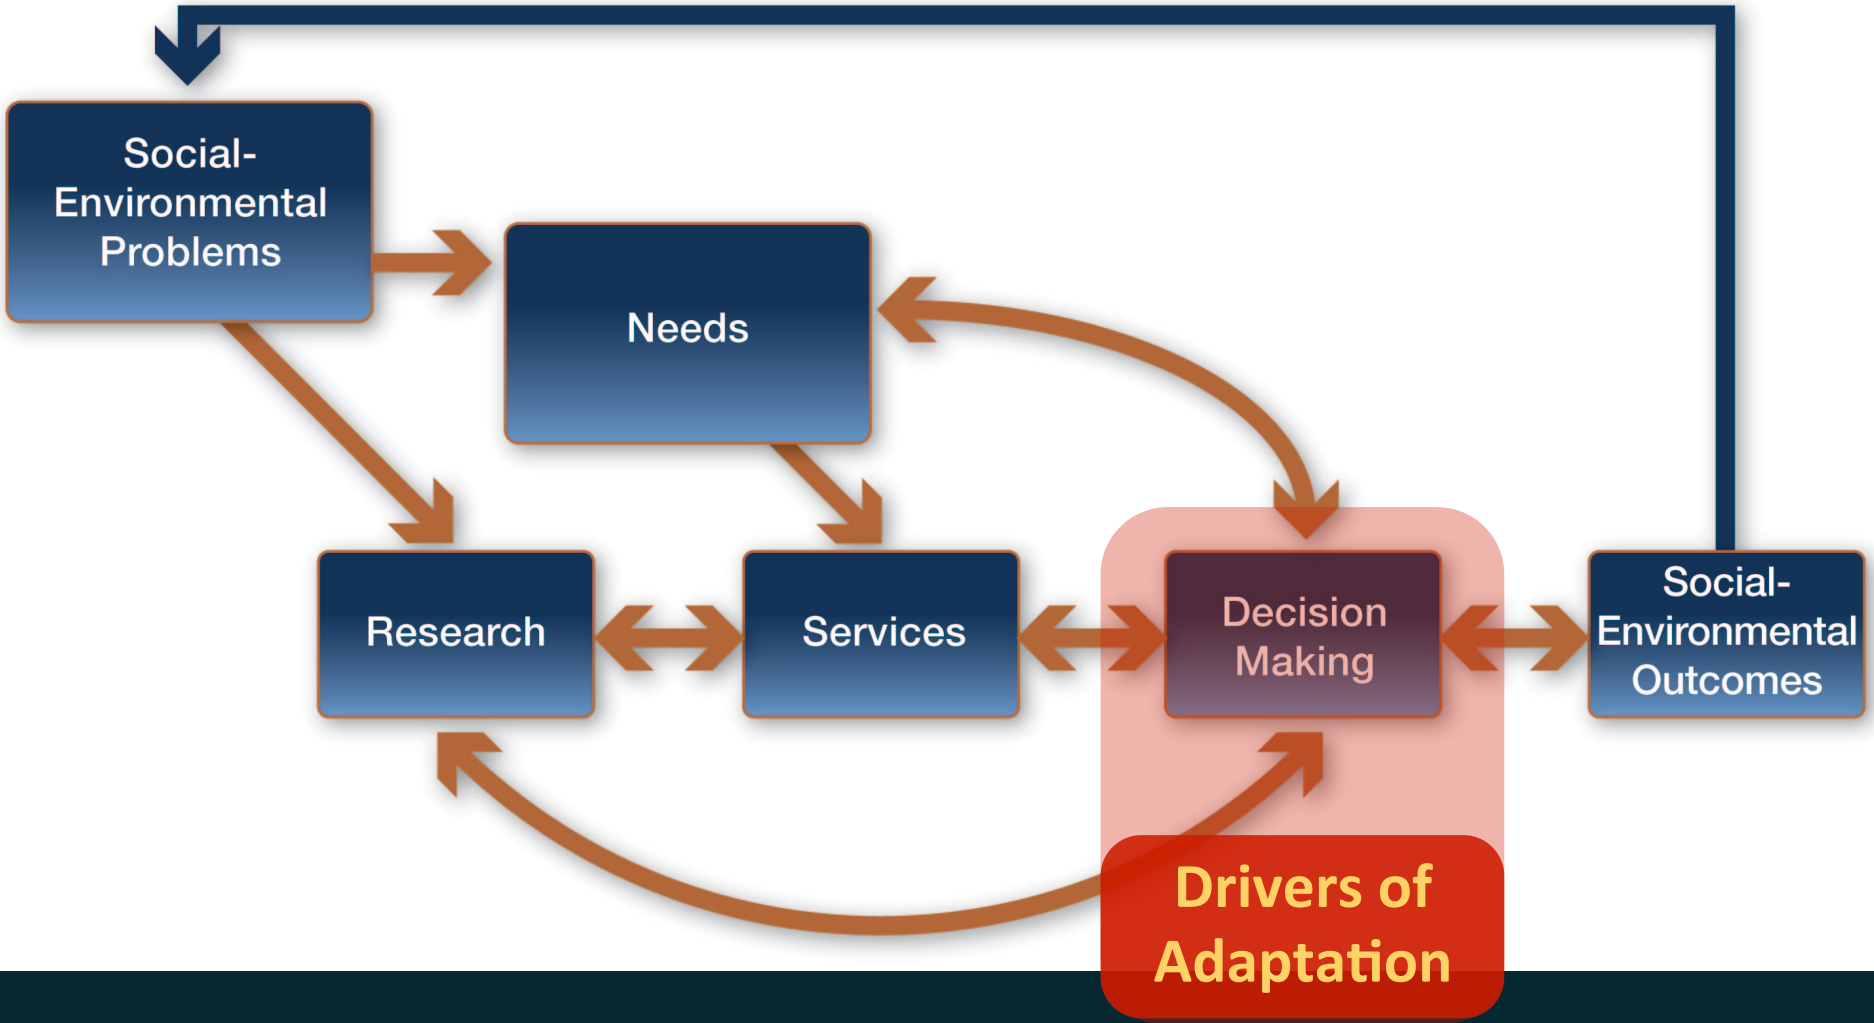 Social-
Environmental
Problems
Needs
Research
Services
Decision
Making
Social-
Environmental
Outcomes
Drivers of
Adaptation